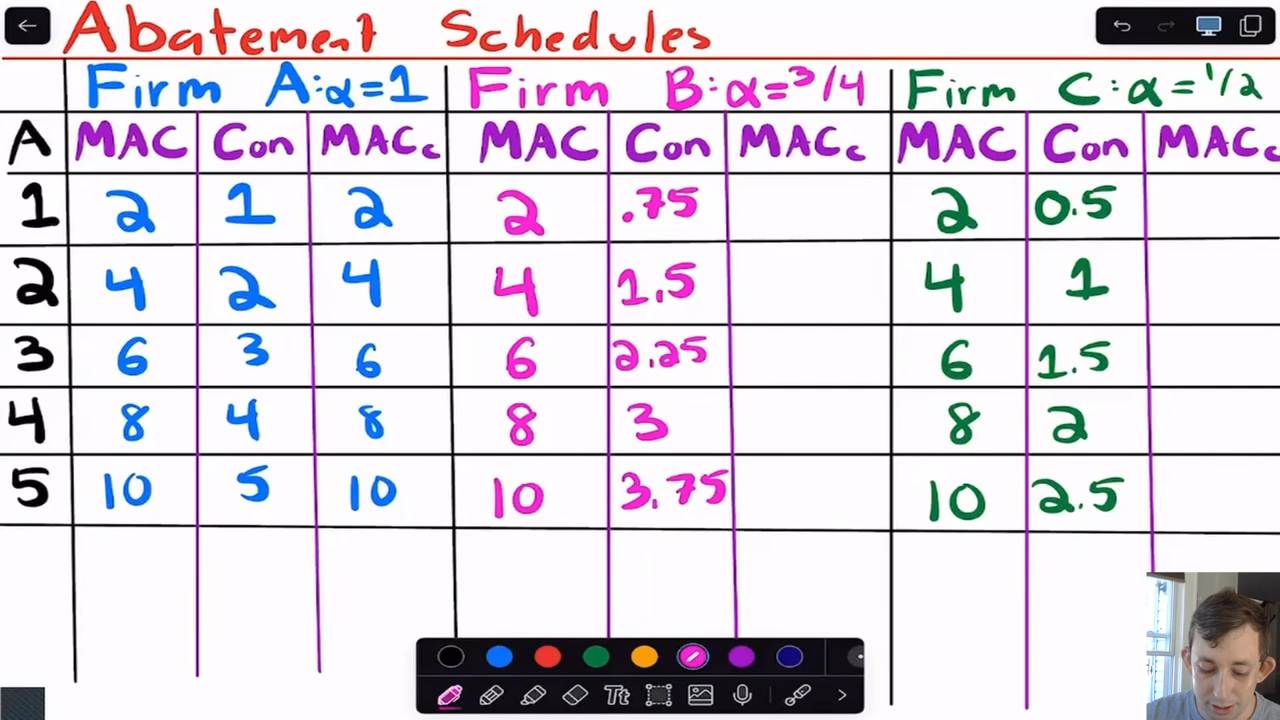 Abatement Schedules
Firm A: α=1 Firm B: α=3/4 Firm C: α=1/2
A MAC Con MACc MAC Con MACc MAC Con MACc
1 2 1 2 2 .75 2 0.5
2 4 2 4 4 1.5 4 1
3 6 3 6 6 2.25 6 1.5
4 8 4 8 8 3 8 2
5 10 5 10 10 3.75 10 2.5
Tt